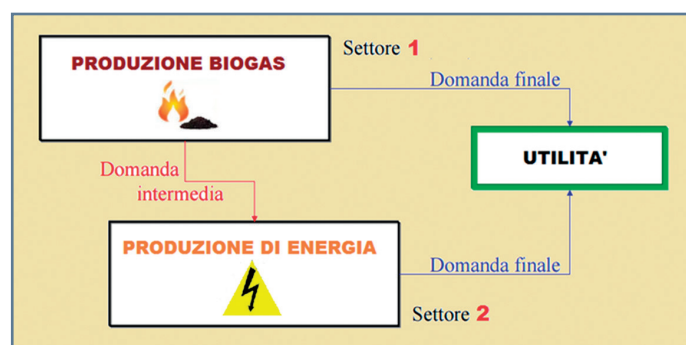 Settore 1
PRODUZIONE BIOGAS
Domanda finale
UTILITA'
Domanda
intermedia
PRODUZIONE DI ENERGIA
Domanda finale
Settore 2